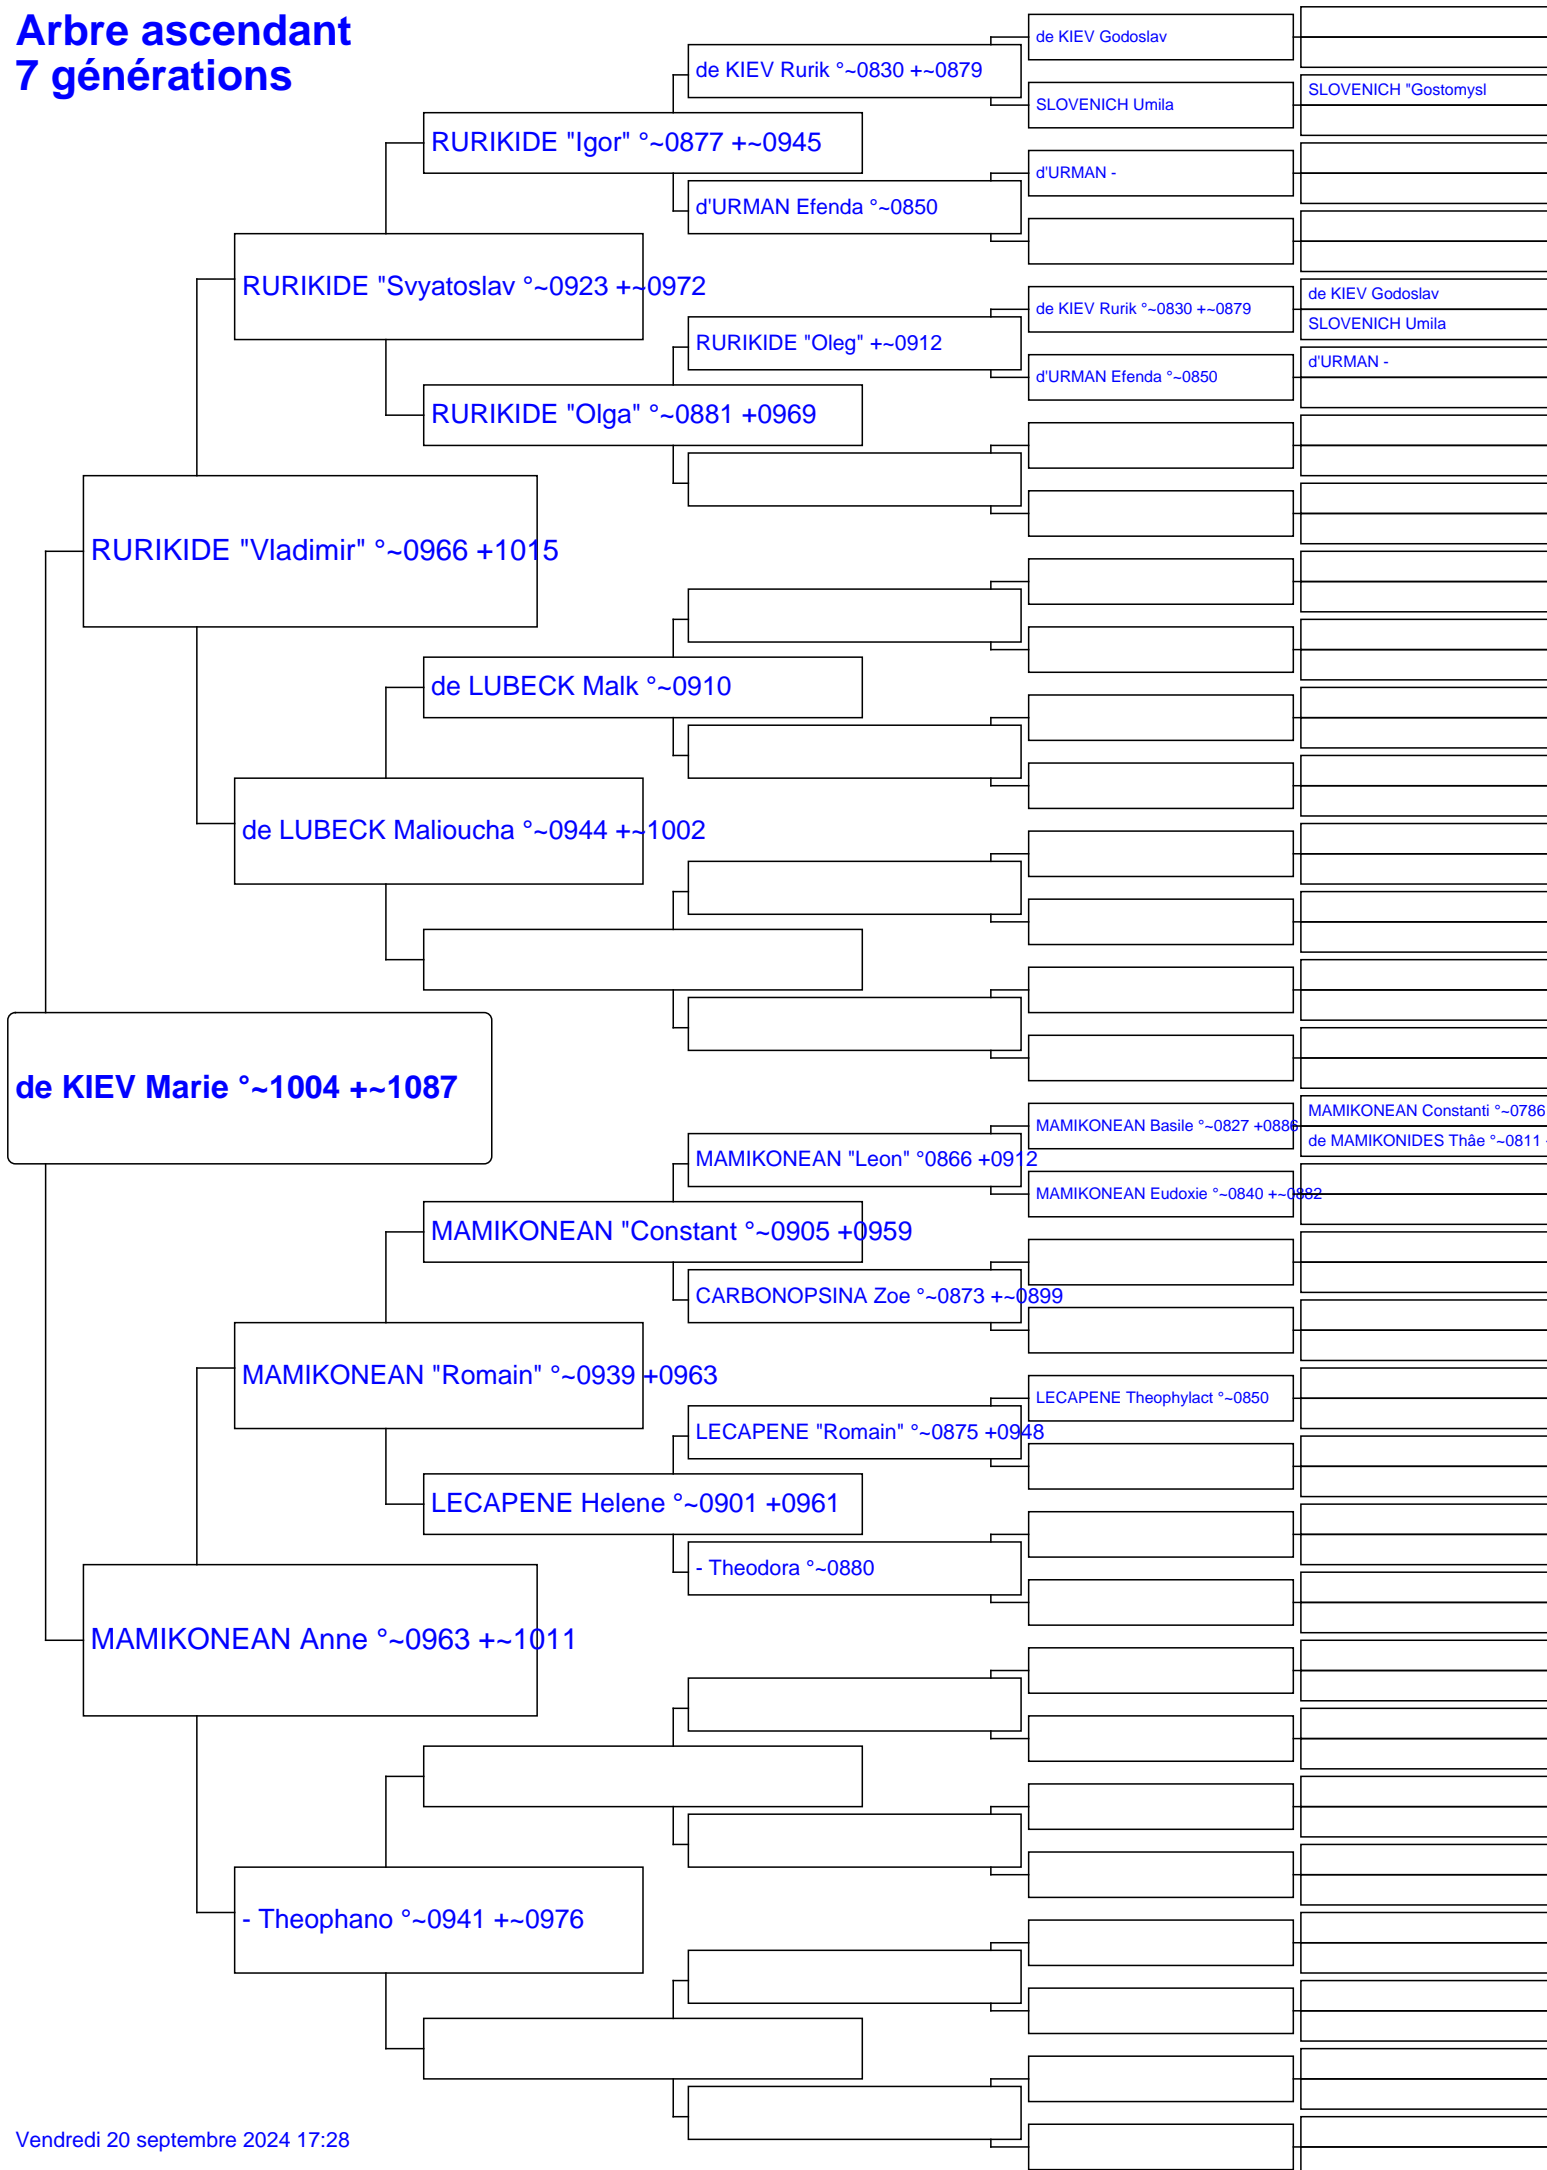 Arbre ascendant
7 générations
de KIEV Godoslav
de KIEV Rurik °~0830 +~0879
SLOVENICH "Gostomysl
SLOVENICH Umila
RURIKIDE "Igor" °~0877 +~0945
d'URMAN -
d'URMAN Efenda °~0850
RURIKIDE "Svyatoslav °~0923 +~0972
de KIEV Godoslav
de KIEV Rurik °~0830 +~0879
SLOVENICH Umila
RURIKIDE "Oleg" +~0912
d'URMAN -
d'URMAN Efenda °~0850
RURIKIDE "Olga" °~0881 +0969
RURIKIDE "Vladimir" °~0966 +1015
de LUBECK Malk °~0910
de LUBECK Malioucha °~0944 +~1002
de KIEV Marie °~1004 +~1087
MAMIKONEAN Constanti °~0786
MAMIKONEAN Basile °~0827 +0886
de MAMIKONIDES Thâe °~0811
MAMIKONEAN "Leon" °0866 +0912
MAMIKONEAN Eudoxie °~0840 +~0882
MAMIKONEAN "Constant °~0905 +0959
CARBONOPSINA Zoe °~0873 +~0899
MAMIKONEAN "Romain" °~0939 +0963
LECAPENE Theophylact °~0850
LECAPENE "Romain" °~0875 +0948
LECAPENE Helene °~0901 +0961
- Theodora °~0880
MAMIKONEAN Anne °~0963 +~1011
- Theophano °~0941 +~0976
Vendredi 20 septembre 2024 17:28